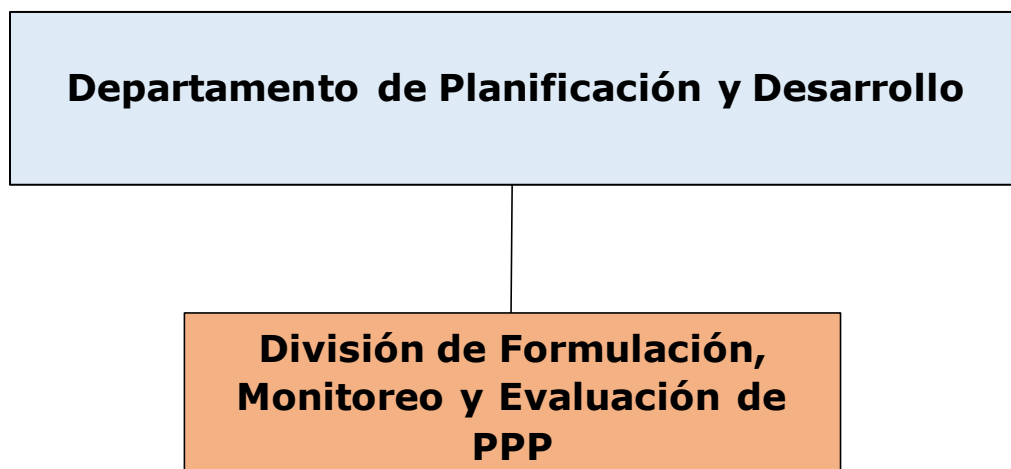 Departamento de Planificación y Desarrollo
División de Formulación,
Monitoreo y Evaluación de
PPP